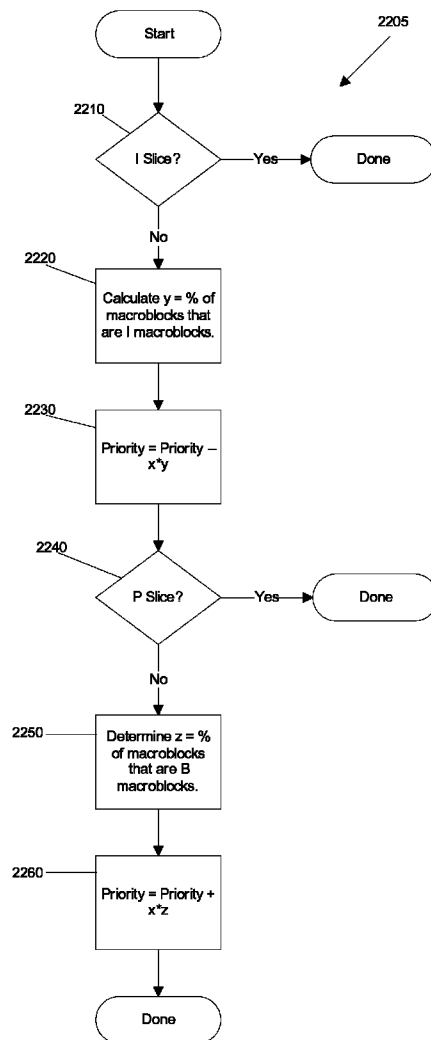 Start
2205
2210
I Slice?
Yes
Done
No
2220
Calculate y = % of
macroblocks that
are I macroblocks.
2230
Priority = Priority –
x*y
2240
P Slice?
Yes
Done
No
2250
Determine z = %
of macroblocks
that are B
macroblocks.
2260
Priority = Priority +
x*z
Done